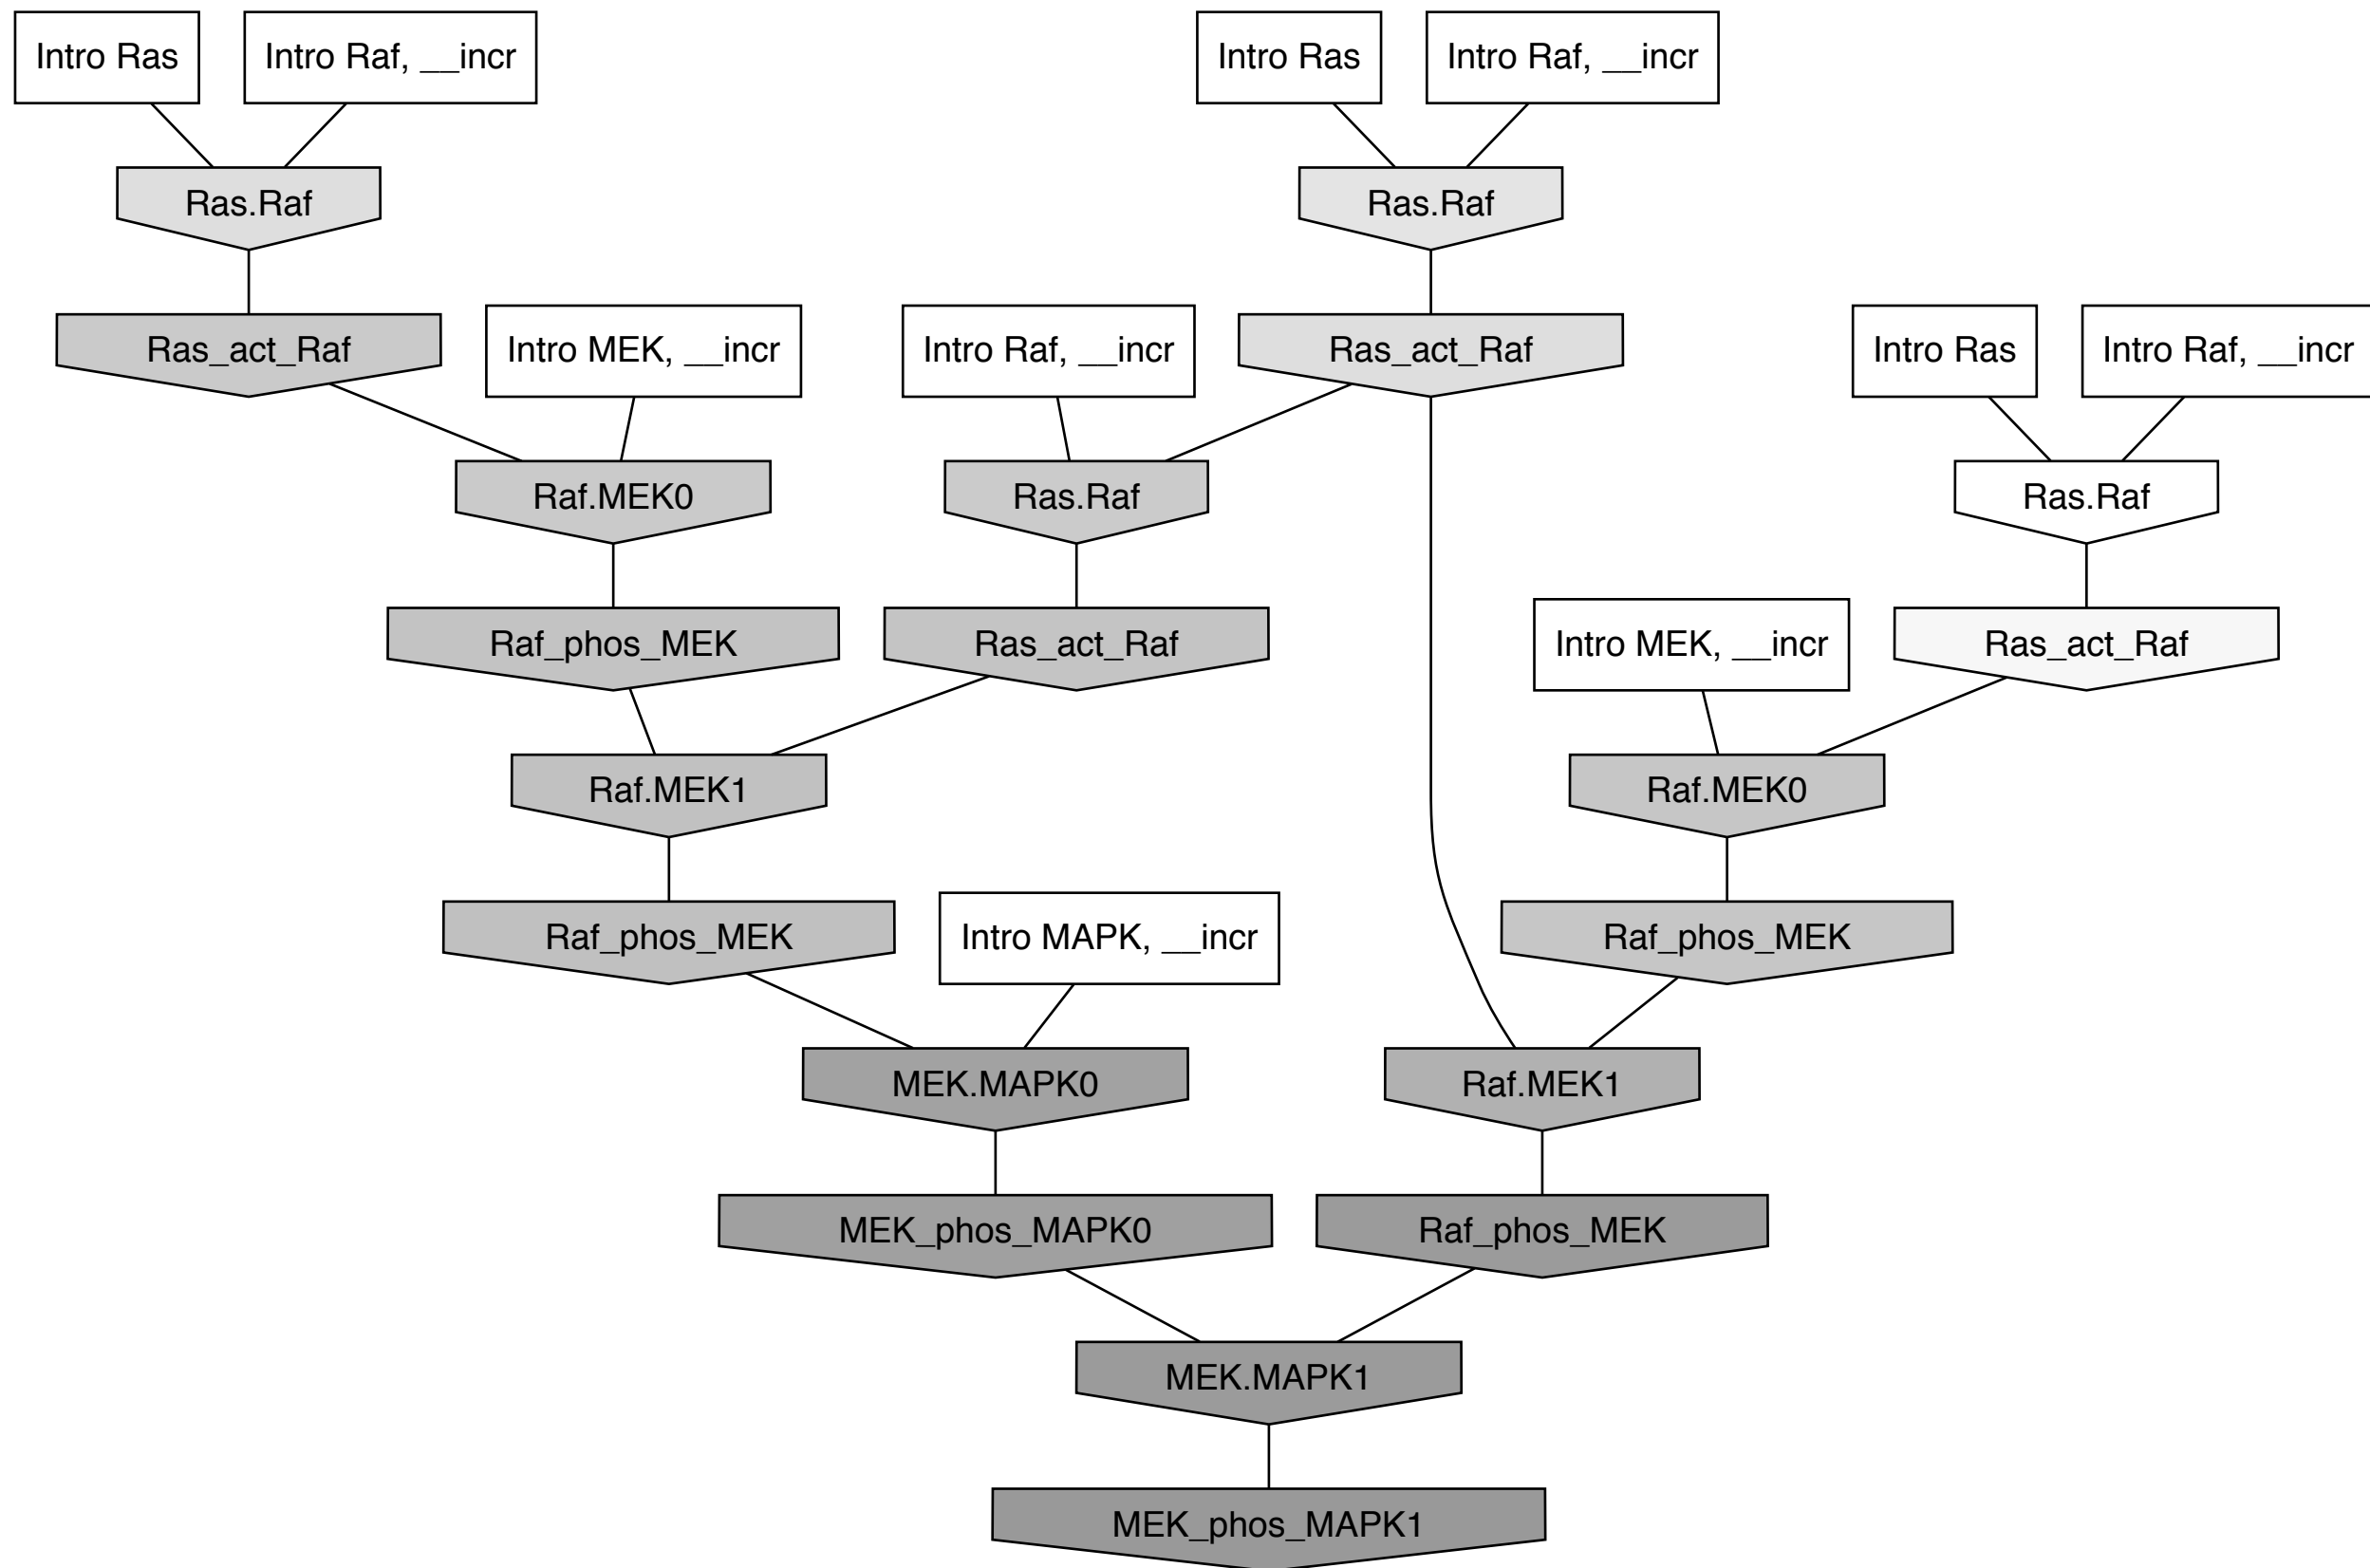 Intro Ras
Intro Raf, __incr
Intro Ras
Intro Raf, __incr
Ras.Raf
Ras.Raf
Ras_act_Raf
Intro MEK, __incr
Intro Raf, __incr
Ras_act_Raf
Intro Ras
Intro Raf, __incr
Raf.MEK0
Ras.Raf
Ras.Raf
Raf_phos_MEK
Ras_act_Raf
Intro MEK, __incr
Ras_act_Raf
Raf.MEK1
Raf.MEK0
Raf_phos_MEK
Intro MAPK, __incr
Raf_phos_MEK
MEK.MAPK0
Raf.MEK1
MEK_phos_MAPK0
Raf_phos_MEK
MEK.MAPK1
MEK_phos_MAPK1